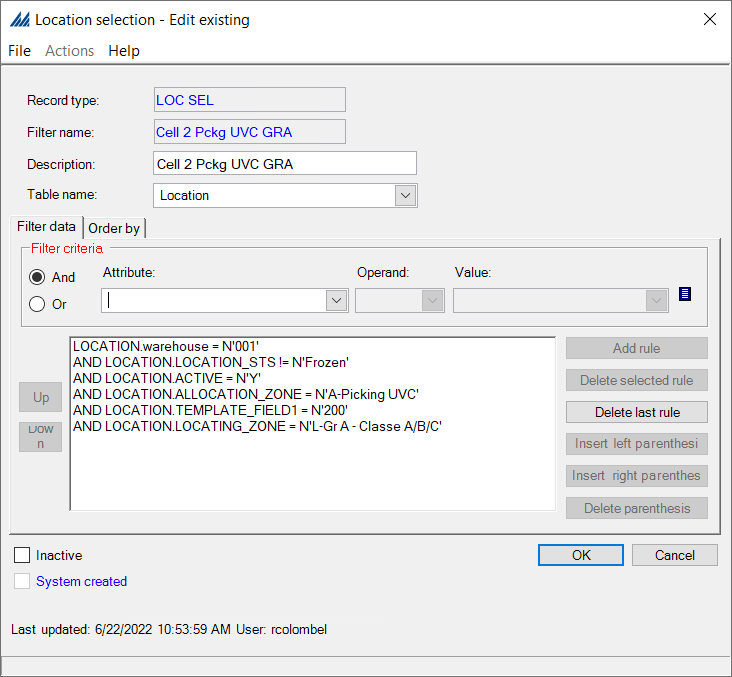 Location selection - Edit existing
File Actions Help
Record type: LOC SEL
Filter name: Cell 2 Pckg UVC GRA
Description: Cell 2 Pckg UVC GRA
Table name: Location
Filter data Order by
Filter criteria
And Attribute: Operand: Value:
Or
LOCATION.warehouse = N'001'
AND LOCATION.LOCATION_STS != N'Frozen'
AND LOCATION.ACTIVE = N'Y'
AND LOCATION.ALLOCATION_ZONE = N'A-Picking UVC'
AND LOCATION.TEMPLATE_FIELD1 = N'200'
AND LOCATION.LOCATING_ZONE = N'L-Gr A - Classe A/B/C'
Up
Dow
n
Add rule
Delete selected rule
Delete last rule
Insert left parenthesi
Insert right parenthes
Delete parenthesis
Inactive
OK Cancel
System created
Last updated: 6/22/2022 10:53:59 AM User: rcolombel